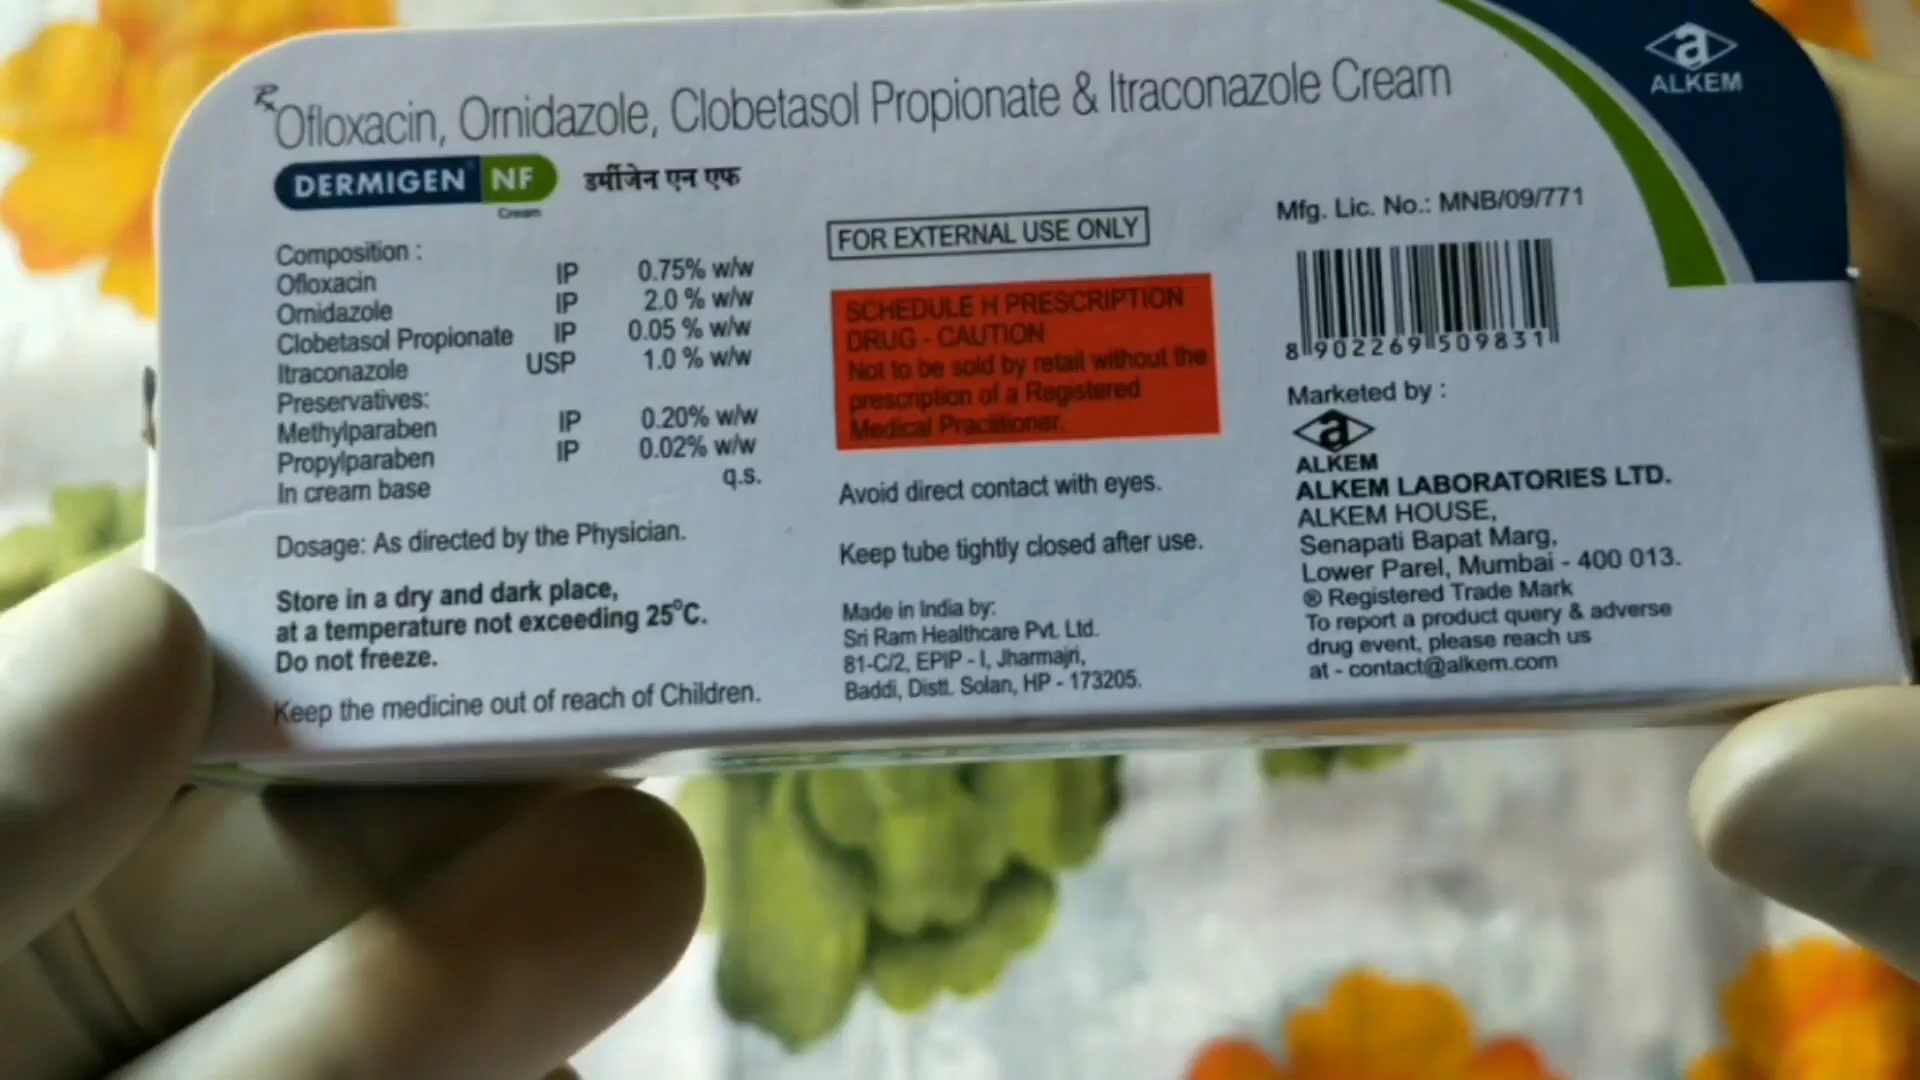 Rx Ofloxacin, Ornidazole, Clobetasol Propionate & Itraconazole Cream
ALKEM
DERMIGEN NF डर्मीजेन एन एफ
Cream
Composition :
Ofloxacin IP 0.75% w/w
Ornidazole IP 2.0 % w/w
Clobetasol Propionate IP 0.05 % w/w
Itraconazole USP 1.0 % w/w
Preservatives:
Methylparaben IP 0.20% w/w
Propylparaben IP 0.02% w/w
In cream base q.s.
Dosage: As directed by the Physician.
Store in a dry and dark place,
at a temperature not exceeding 25°C.
Do not freeze.
Keep the medicine out of reach of Children.
FOR EXTERNAL USE ONLY
SCHEDULE H PRESCRIPTION
DRUG - CAUTION
Not to be sold by retail without the
prescription of a Registered
Medical Practitioner.
Avoid direct contact with eyes.
Keep tube tightly closed after use.
Made in India by:
Sri Ram Healthcare Pvt. Ltd.
81-C/2, EPIP - I, Jharmajri,
Baddi, Distt. Solan, HP - 173205.
Mfg. Lic. No.: MNB/09/771
8 902269 509831
Marketed by :
a
ALKEM
ALKEM LABORATORIES LTD.
ALKEM HOUSE,
Senapati Bapat Marg,
Lower Parel, Mumbai - 400 013.
® Registered Trade Mark
To report a product query & adverse
drug event, please reach us
at - contact@alkem.com